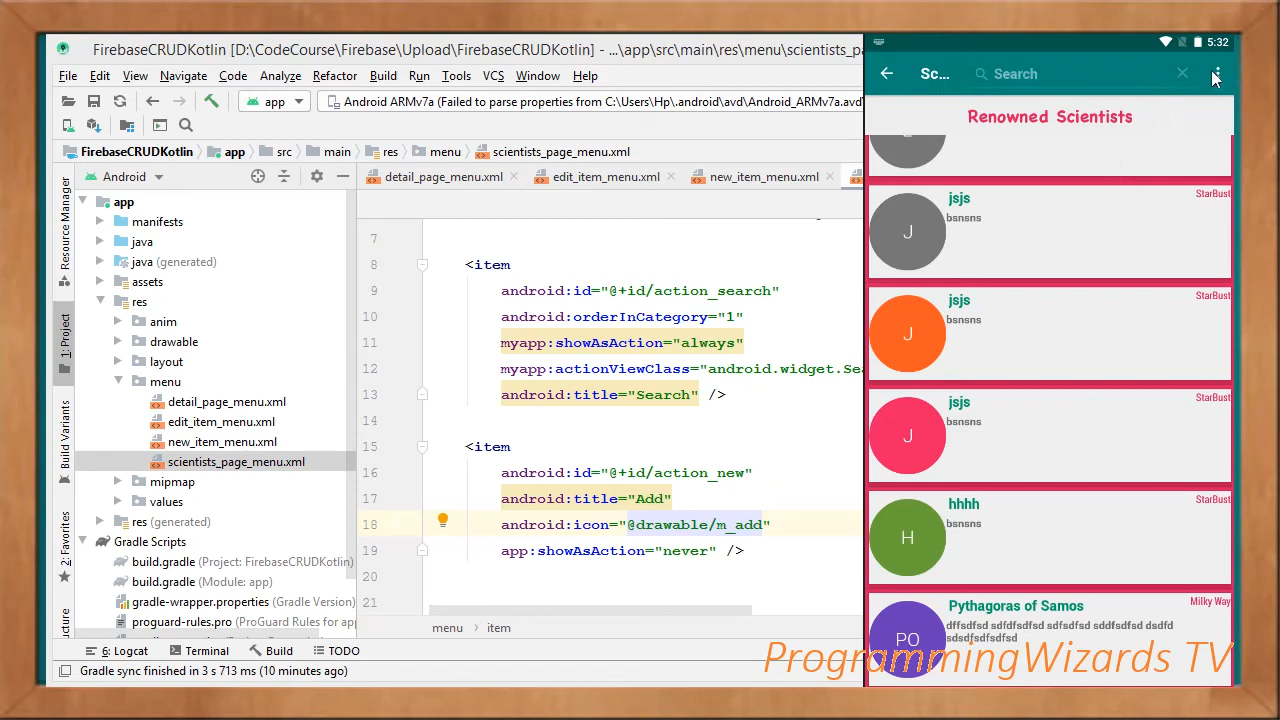 FirebaseCRUDKotlin [D:\CodeCourse\Firebase\Upload\FirebaseCRUDKotlin] - ...\app\src\main\res\menu\scientists_pa
File Edit View Navigate Code Analyze Refactor Build Run Tools VCS Window Help
app
Android ARMv7a (Failed to parse properties from C:\Users\Hp\.android\avd\Android_ARMv7a.avd
FirebaseCRUDKotlin app src main res menu scientists_page_menu.xml
Android
detail_page_menu.xml edit_item_menu.xml new_item_menu.xml
Resource Manager
1: Project
Build Variants
2: Favorites
app
manifests
java
java (generated)
assets
res
anim
drawable
layout
menu
detail_page_menu.xml
edit_item_menu.xml
new_item_menu.xml
scientists_page_menu.xml
mipmap
values
res (generated)
Gradle Scripts
build.gradle (Project: FirebaseCRUDKotlin)
build.gradle (Module: app)
gradle-wrapper.properties (Gradle Version)
proguard-rules.pro (ProGuard Rules for app
7
8 <item
9 android:id="@+id/action_search"
10 android:orderInCategory="1"
11 myapp:showAsAction="always"
12 myapp:actionViewClass="android.widget.Sea
13 android:title="Search" />
14
15 <item
16 android:id="@+id/action_new"
17 android:title="Add"
18 android:icon="@drawable/m_add"
19 app:showAsAction="never" />
20
21
menu item
6: Logcat Terminal Build TODO
Gradle sync finished in 3 s 713 ms (10 minutes ago)
5:32
Sc... Search
Renowned Scientists
jsjs StarBust
J bsnsns
jsjs StarBust
J bsnsns
jsjs StarBust
J bsnsns
hhhh StarBust
H bsnsns
Pythagoras of Samos Milky Way
PO dffsdfsd sdfdsfdsd sdfsdfsd sddfsdfsd dsdfd
sdsdfsdfsdfsd
ProgrammingWizards TV